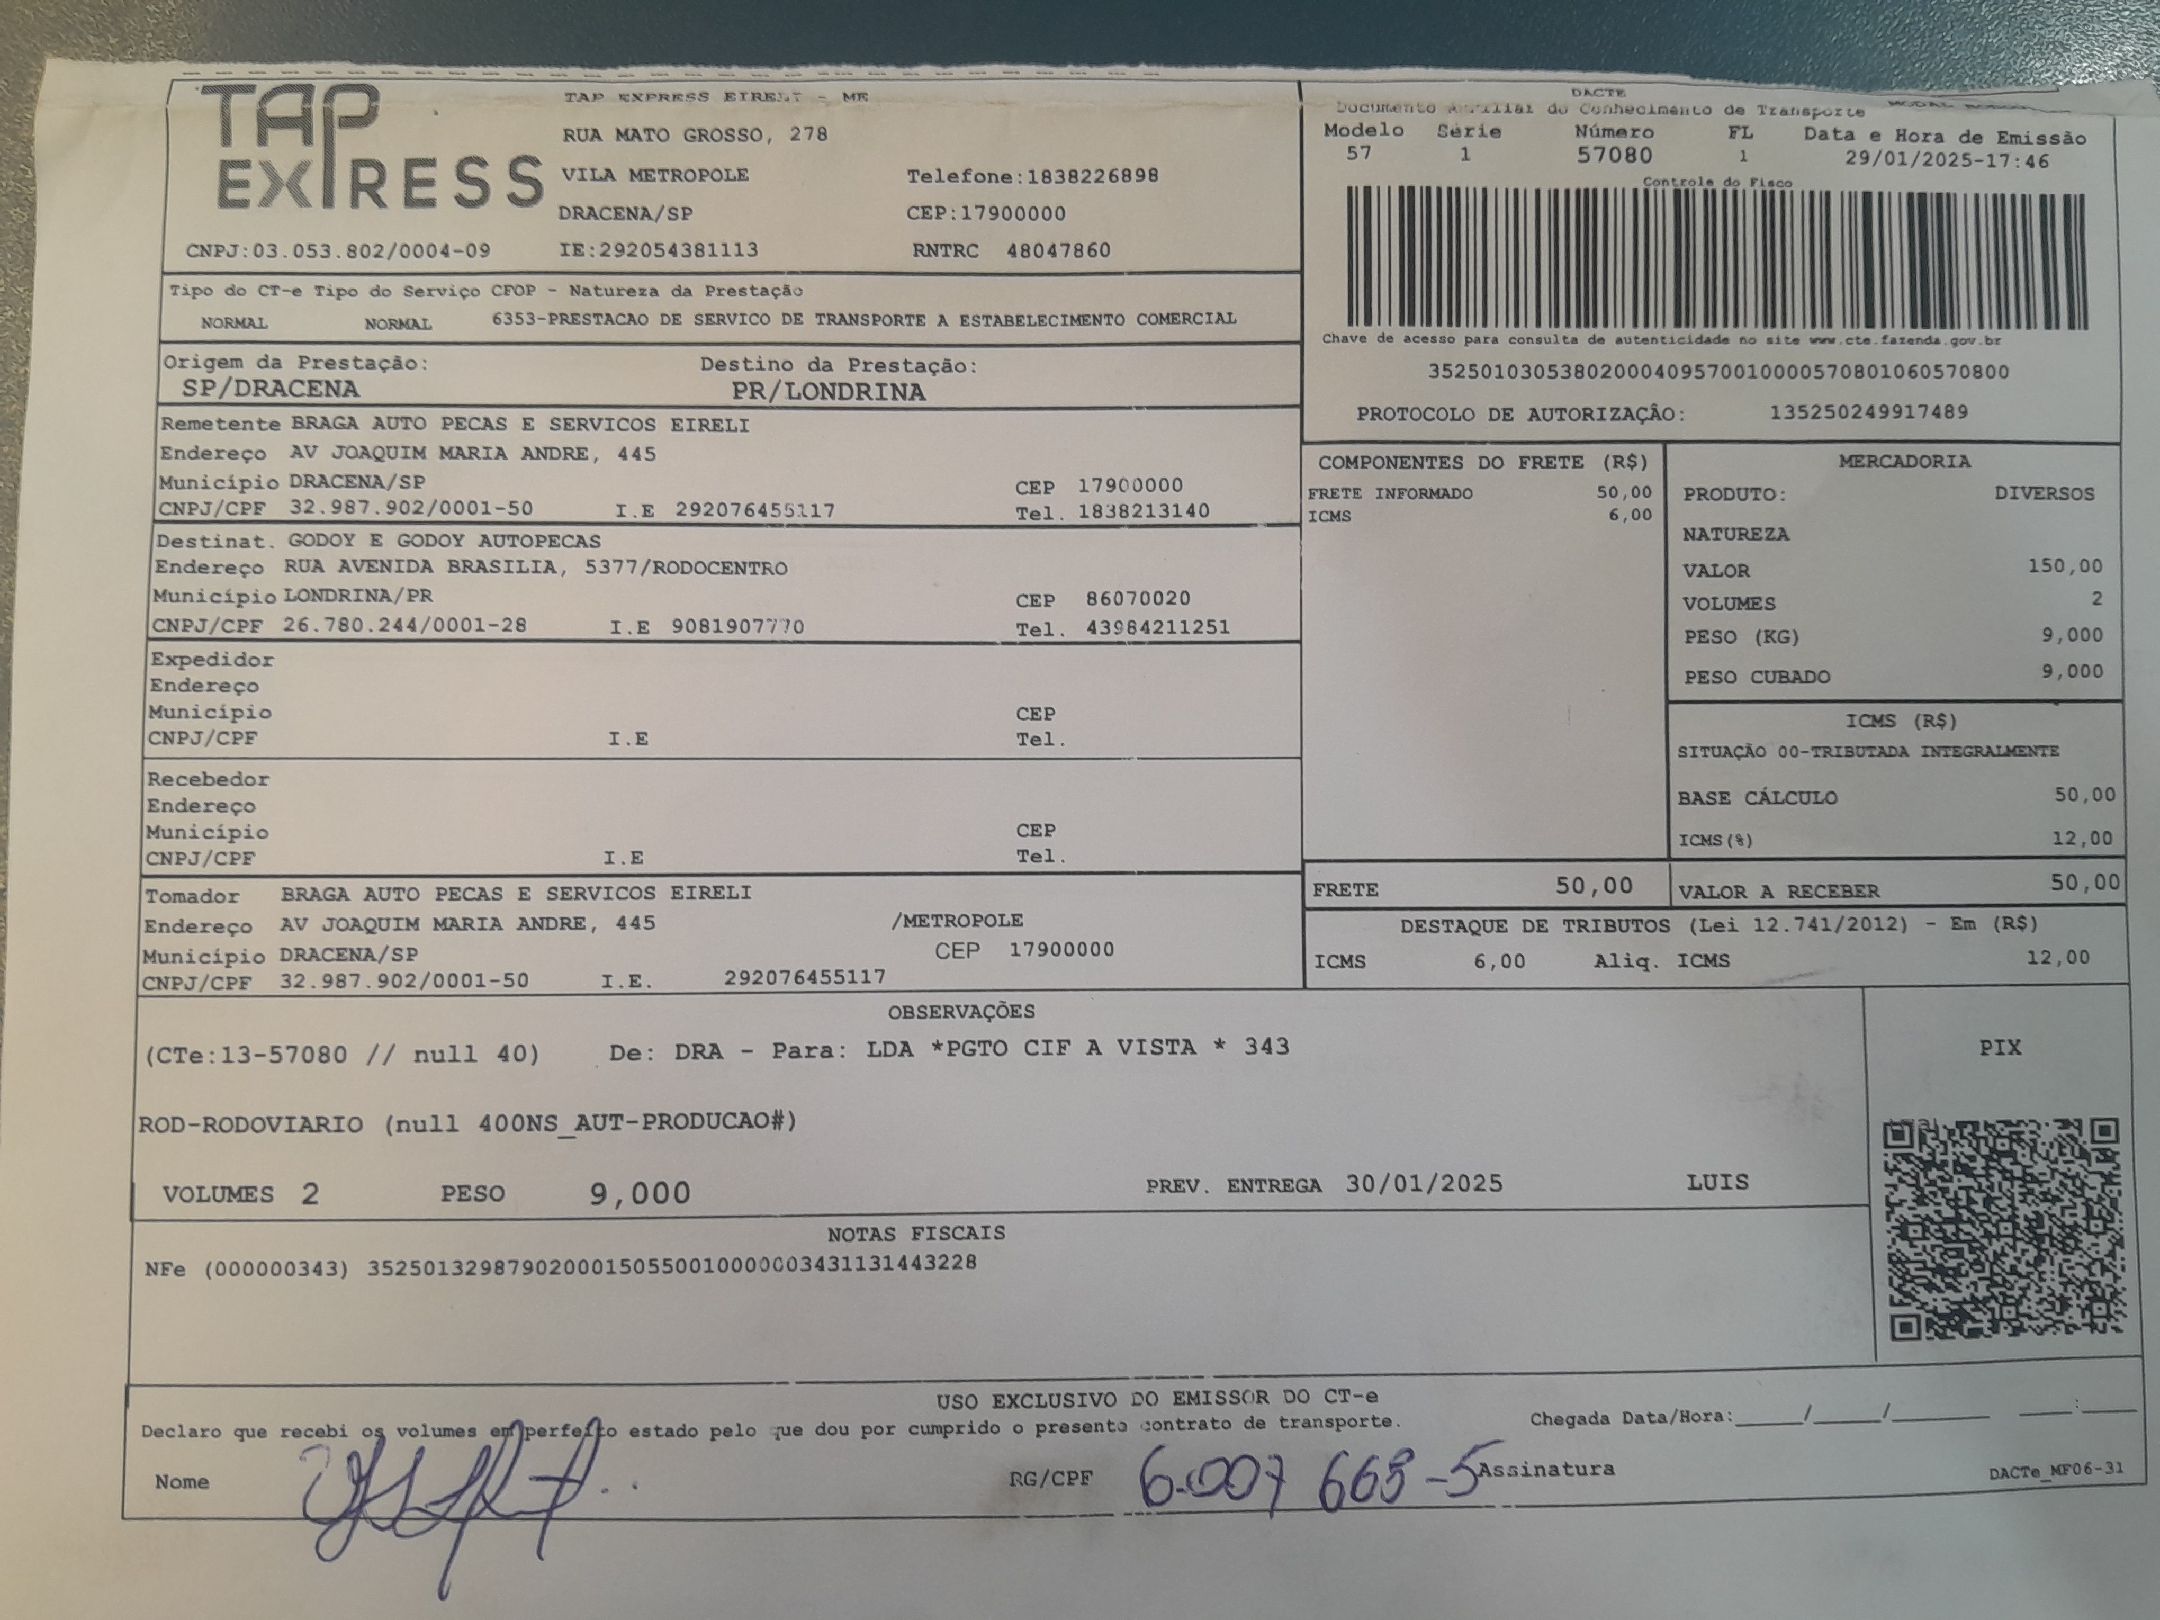 TAP EXPRESS
TAP EXPRESS EIRELI - ME
RUA MATO GROSSO, 278
VILA METROPOLE Telefone:1838226898
DRACENA/SP CEP:17900000
CNPJ:03.053.802/0004-09 IE:292054381113 RNTRC 48047860
DACTE
Documento Auxiliar do Conhecimento de Transporte
Modelo Série Número FL Data e Hora de Emissão
57 1 57080 1 29/01/2025-17:46
Controle do Fisco
Chave de acesso para consulta de autenticidade no site www.cte.fazenda.gov.br
35250103053802000409570010000570801060570800
PROTOCOLO DE AUTORIZAÇÃO: 135250249917489
Tipo do CT-e Tipo do Serviço CFOP - Natureza da Prestação
NORMAL NORMAL 6353-PRESTACAO DE SERVICO DE TRANSPORTE A ESTABELECIMENTO COMERCIAL
Origem da Prestação: Destino da Prestação:
SP/DRACENA PR/LONDRINA
Remetente BRAGA AUTO PECAS E SERVICOS EIRELI
Endereço AV JOAQUIM MARIA ANDRE, 445
Município DRACENA/SP CEP 17900000
CNPJ/CPF 32.987.902/0001-50 I.E 292076455117 Tel. 1838213140
Destinat. GODOY E GODOY AUTOPECAS
Endereço RUA AVENIDA BRASILIA, 5377/RODOCENTRO
Município LONDRINA/PR CEP 86070020
CNPJ/CPF 26.780.244/0001-28 I.E 9081907770 Tel. 43984211251
Expedidor
Endereço
Município CEP
CNPJ/CPF I.E Tel.
Recebedor
Endereço
Município CEP
CNPJ/CPF I.E Tel.
Tomador BRAGA AUTO PECAS E SERVICOS EIRELI
Endereço AV JOAQUIM MARIA ANDRE, 445 /METROPOLE
Município DRACENA/SP CEP 17900000
CNPJ/CPF 32.987.902/0001-50 I.E. 292076455117
COMPONENTES DO FRETE (R$)
FRETE INFORMADO 50,00
ICMS 6,00
MERCADORIA
PRODUTO: DIVERSOS
NATUREZA
VALOR 150,00
VOLUMES 2
PESO (KG) 9,000
PESO CUBADO 9,000
ICMS (R$)
SITUAÇÃO 00-TRIBUTADA INTEGRALMENTE
BASE CÁLCULO 50,00
ICMS(%) 12,00
FRETE 50,00 VALOR A RECEBER 50,00
DESTAQUE DE TRIBUTOS (Lei 12.741/2012) - Em (R$)
ICMS 6,00 Aliq. ICMS 12,00
OBSERVAÇÕES
(CTe:13-57080 // null 40) De: DRA - Para: LDA *PGTO CIF A VISTA * 343
ROD-RODOVIARIO (null 400NS_AUT-PRODUCAO#)
VOLUMES 2 PESO 9,000 PREV. ENTREGA 30/01/2025 LUIS
PIX
NOTAS FISCAIS
NFe (000000343) 35250132987902000150550010000003431131443228
USO EXCLUSIVO DO EMISSOR DO CT-e
Declaro que recebi os volumes em perfeito estado pelo que dou por cumprido o presente contrato de transporte. Chegada Data/Hora:_____/_____/_______ ____:____
Nome RG/CPF 6.007 663-5 Assinatura DACTe_MF06-31